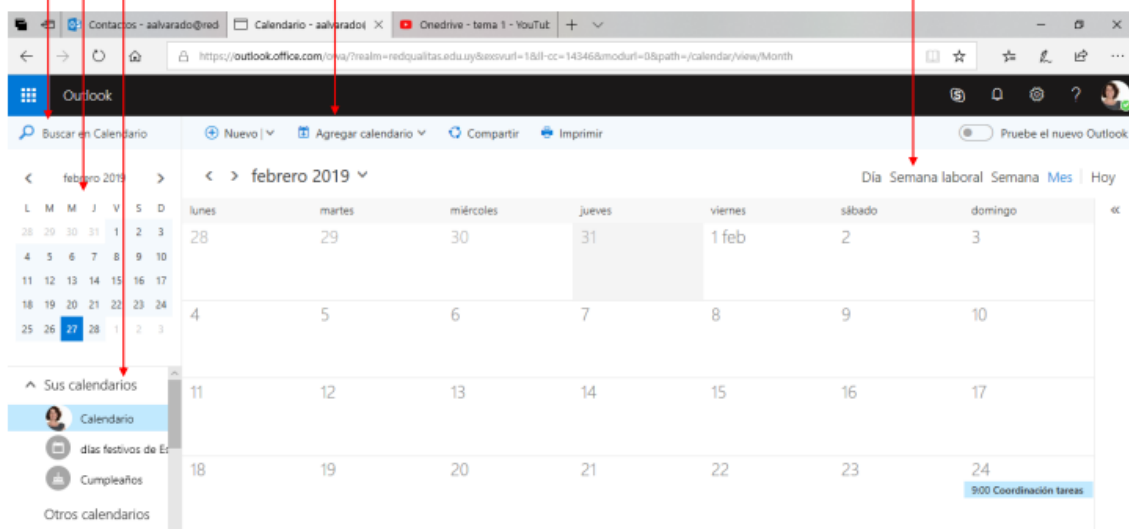 Contactos - aalvarado@red
Calendario - aalvarado(
Onedrive - tema 1 - YouTub
https://outlook.office.com/owa/?realm=redqualitas.edu.uy&exsvurl=1&ll-cc=14346&modurl=0&path=/calendar/view/Month
Outlook
?
Buscar en Calendario
Nuevo
Agregar calendario
Compartir
Imprimir
Pruebe el nuevo Outlook
febrero 2019
febrero 2019
Día Semana laboral Semana Mes | Hoy
L M M J V S D
28 29 30 31 1 2 3
4 5 6 7 8 9 10
11 12 13 14 15 16 17
18 19 20 21 22 23 24
25 26 27 28 1 2 3
lunes martes miércoles jueves viernes sábado domingo
28 29 30 31 1 feb 2 3
4 5 6 7 8 9 10
11 12 13 14 15 16 17
18 19 20 21 22 23 24
9:00 Coordinación tareas
Sus calendarios
Calendario
días festivos de Es
Cumpleaños
Otros calendarios